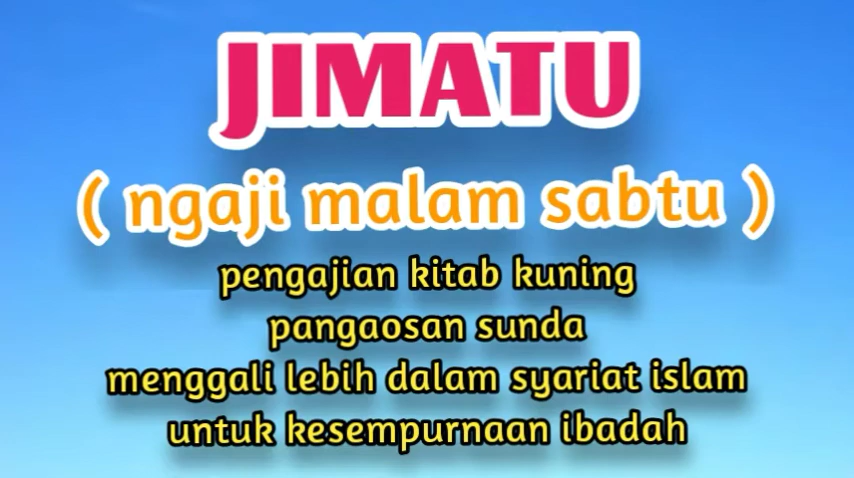 JIMATU
( ngaji malam sabtu )
pengajian kitab kuning
pangaosan sunda
menggali lebih dalam syariat islam
untuk kesempurnaan ibadah